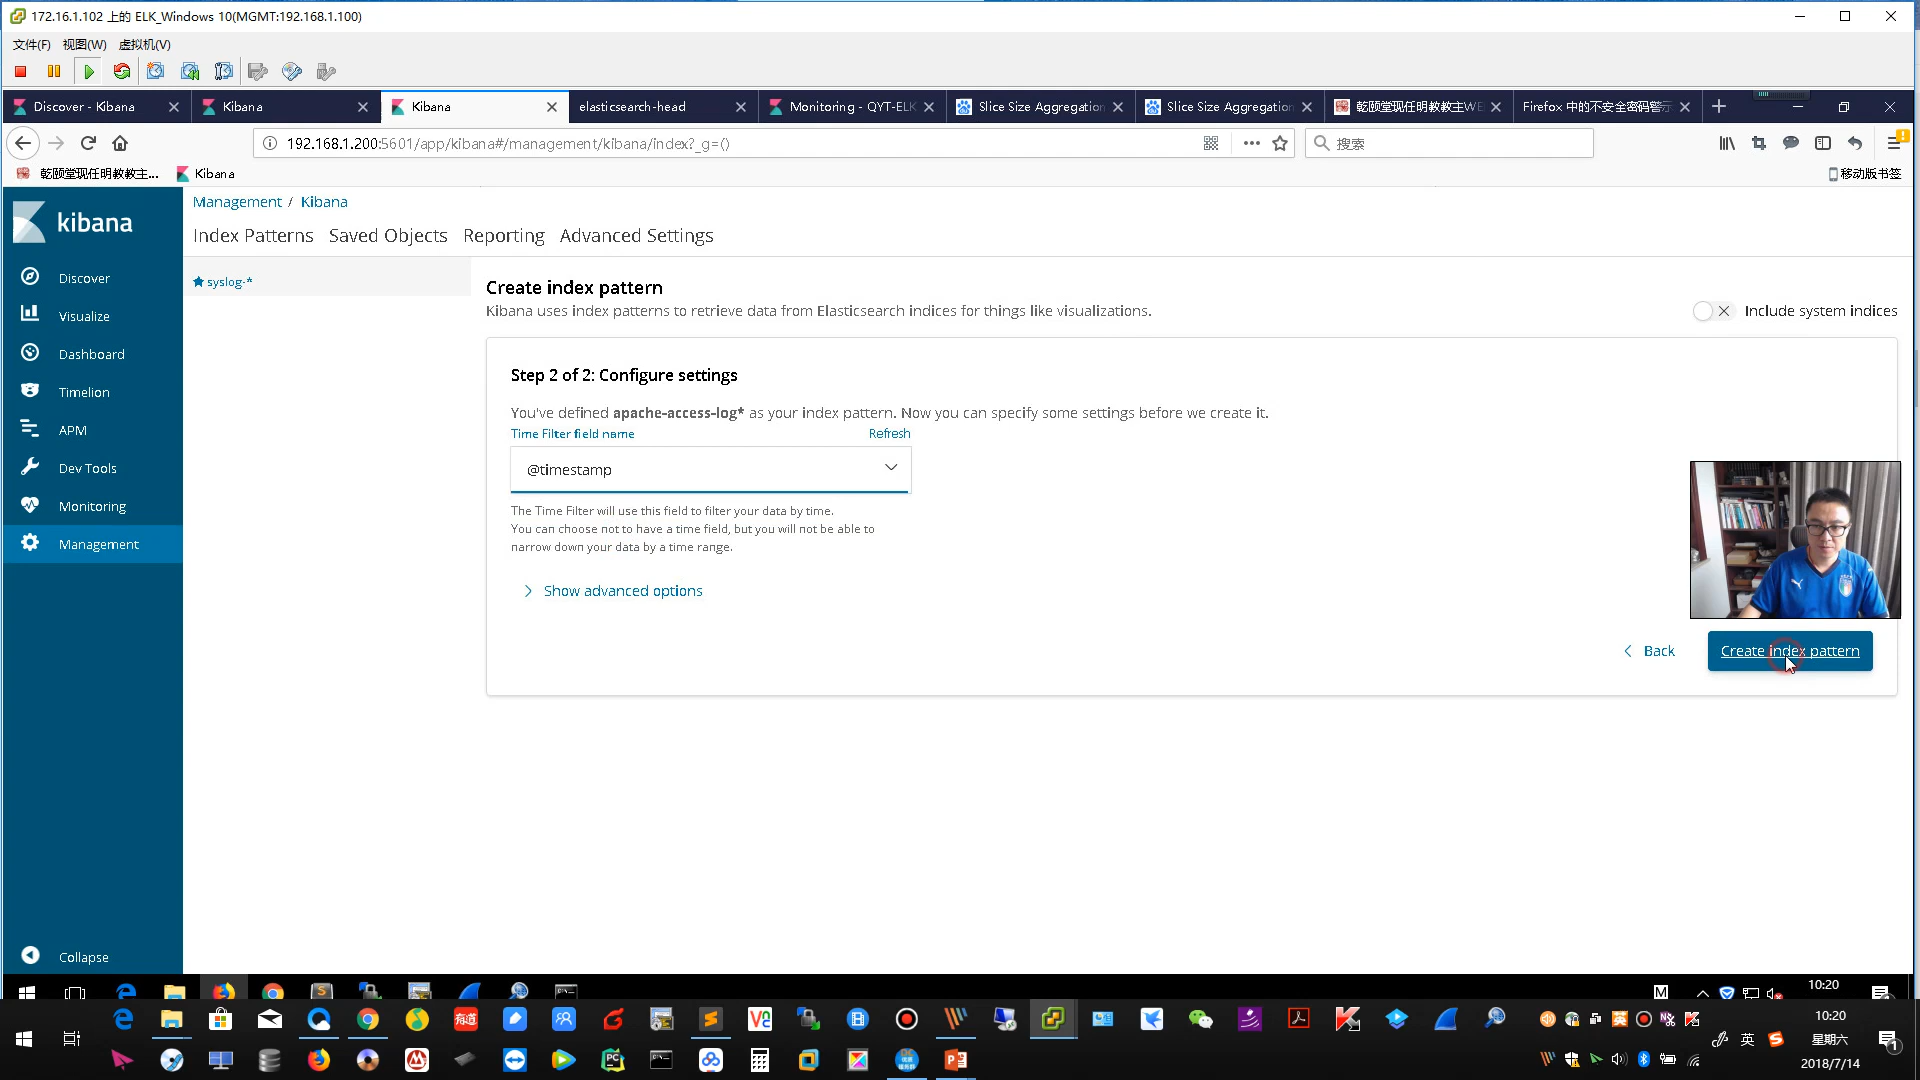 172.16.1.102 上的 ELK_Windows 10(MGMT:192.168.1.100)
文件(F) 视图(W) 虚拟机(V)
Discover - Kibana
Kibana
Kibana
elasticsearch-head
Monitoring - QYT-ELK
Slice Size Aggregation
Slice Size Aggregation
乾颐堂现任明教教主WE
Firefox 中的不安全密码警示
192.168.1.200:5601/app/kibana#/management/kibana/index?_g=()
搜索
乾颐堂现任明教教主...
Kibana
移动版书签
kibana
Management / Kibana
Index Patterns Saved Objects Reporting Advanced Settings
Discover
Visualize
Dashboard
Timelion
APM
Dev Tools
Monitoring
Management
Collapse
syslog-*
Create index pattern
Kibana uses index patterns to retrieve data from Elasticsearch indices for things like visualizations.
Include system indices
Step 2 of 2: Configure settings
You've defined apache-access-log* as your index pattern. Now you can specify some settings before we create it.
Time Filter field name Refresh
@timestamp
The Time Filter will use this field to filter your data by time.
You can choose not to have a time field, but you will not be able to
narrow down your data by a time range.
Show advanced options
Back
Create index pattern
10:20
10:20
英
星期六
2018/7/14